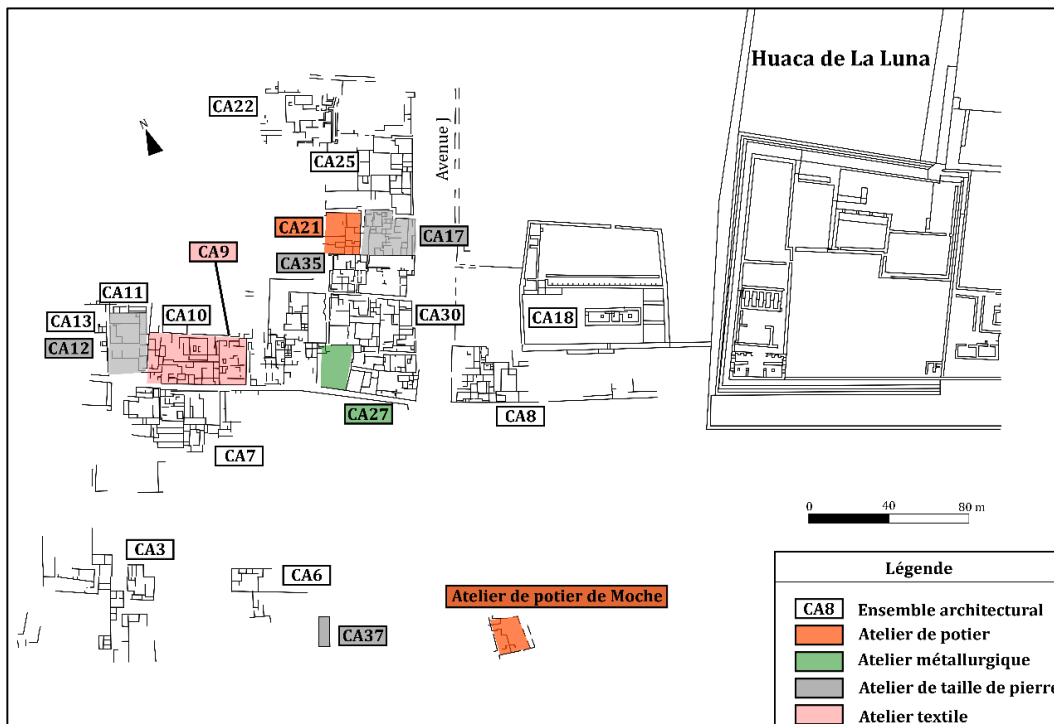 Huaca de La Luna
CA22
N
CA25
Avenue J
CA21
CA17
CA9
CA35
CA11
CA10
CA30
CA13
CA18
CA12
CA27
CA8
CA7
0 40 80 m
CA3
CA6
Légende
Atelier de potier de Moche
CA8 Ensemble architectural
CA37
Atelier de potier
Atelier métallurgique
Atelier de taille de pierre
Atelier textile